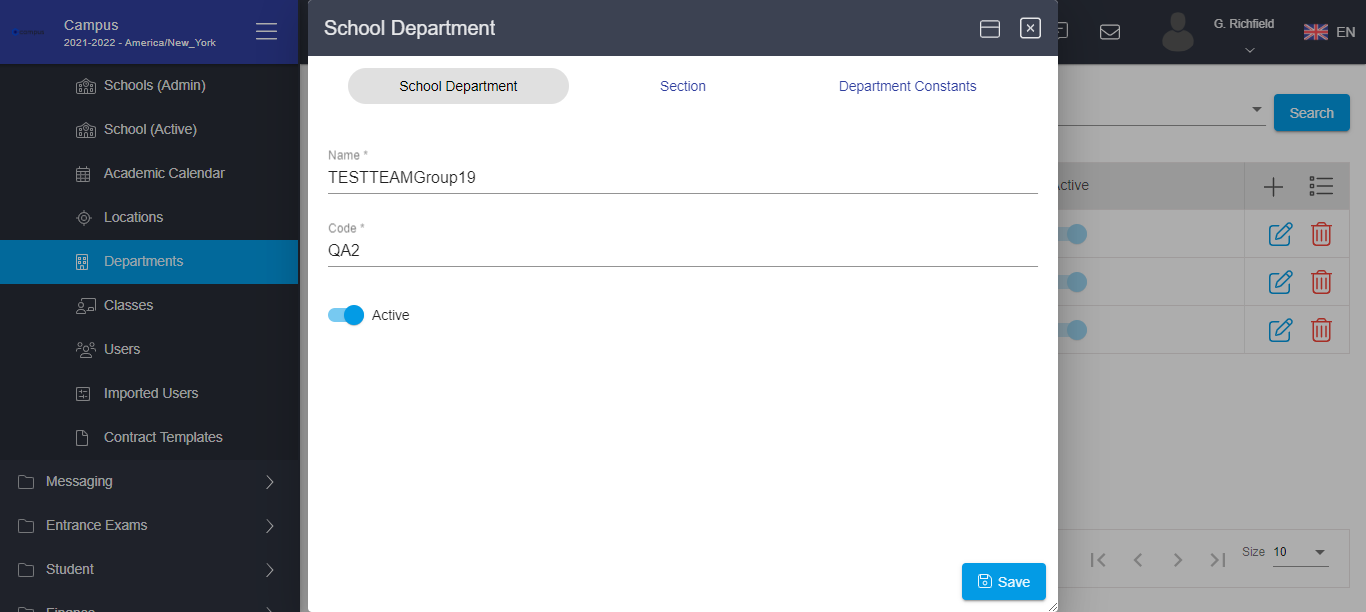 Campus
2021-2022 - America/New_York
Schools (Admin)
School (Active)
Academic Calendar
Locations
Departments
Classes
Users
Imported Users
Contract Templates
Messaging
Entrance Exams
Student
Finance
School Department
School Department
Section
Department Constants
Name *
TESTTEAMGroup19
Code *
QA2
Active
Save
G. Richfield
EN
Search
Active
Size 10